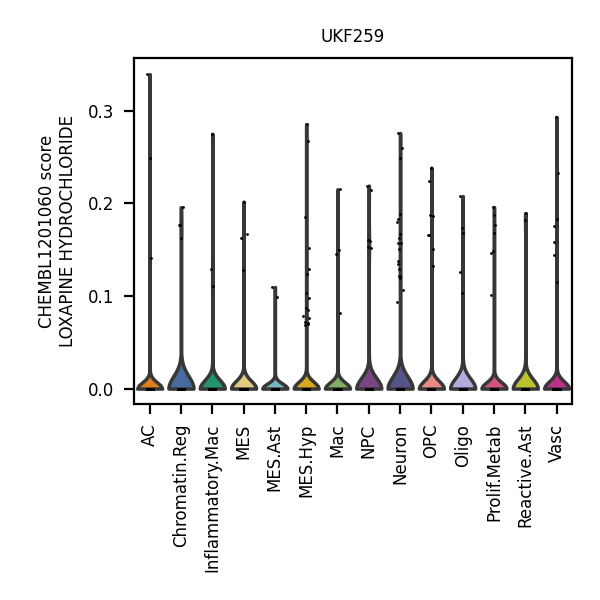 UKF259
CHEMBL1201060 score
LOXAPINE HYDROCHLORIDE
0.3
0.2
0.1
0.0
AC
Chromatin.Reg
Inflammatory.Mac
MES
MES.Ast
MES.Hyp
Mac
NPC
Neuron
OPC
Oligo
Prolif.Metab
Reactive.Ast
Vasc